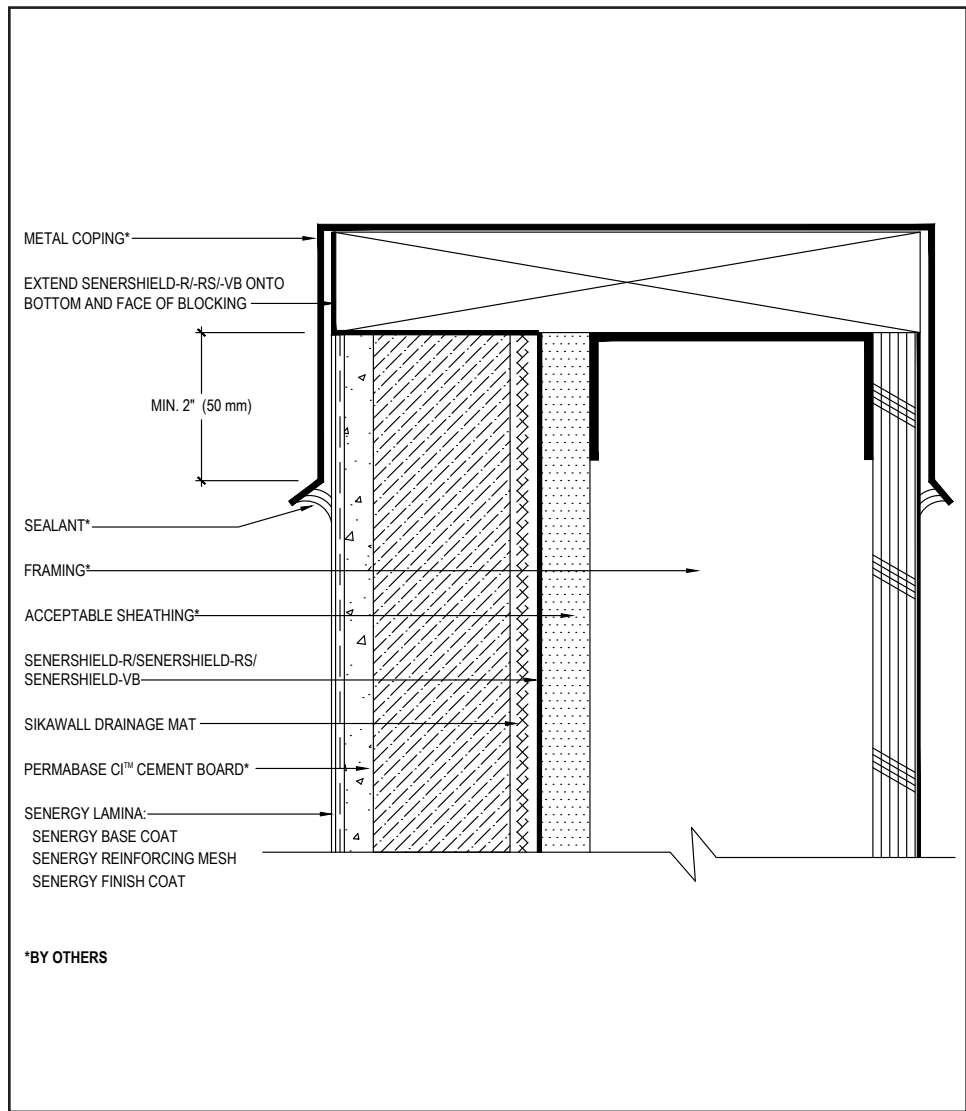 METAL COPING*
EXTEND SENERSHIELD-R/-RS/-VB ONTO
BOTTOM AND FACE OF BLOCKING
MIN. 2" (50 mm)
SEALANT*
FRAMING*
ACCEPTABLE SHEATHING*
SENERSHIELD-R/SENERSHIELD-RS/
SENERSHIELD-VB
SIKAWALL DRAINAGE MAT
PERMABASE CI™ CEMENT BOARD*
SENERGY LAMINA:
SENERGY BASE COAT
SENERGY REINFORCING MESH
SENERGY FINISH COAT
*BY OTHERS